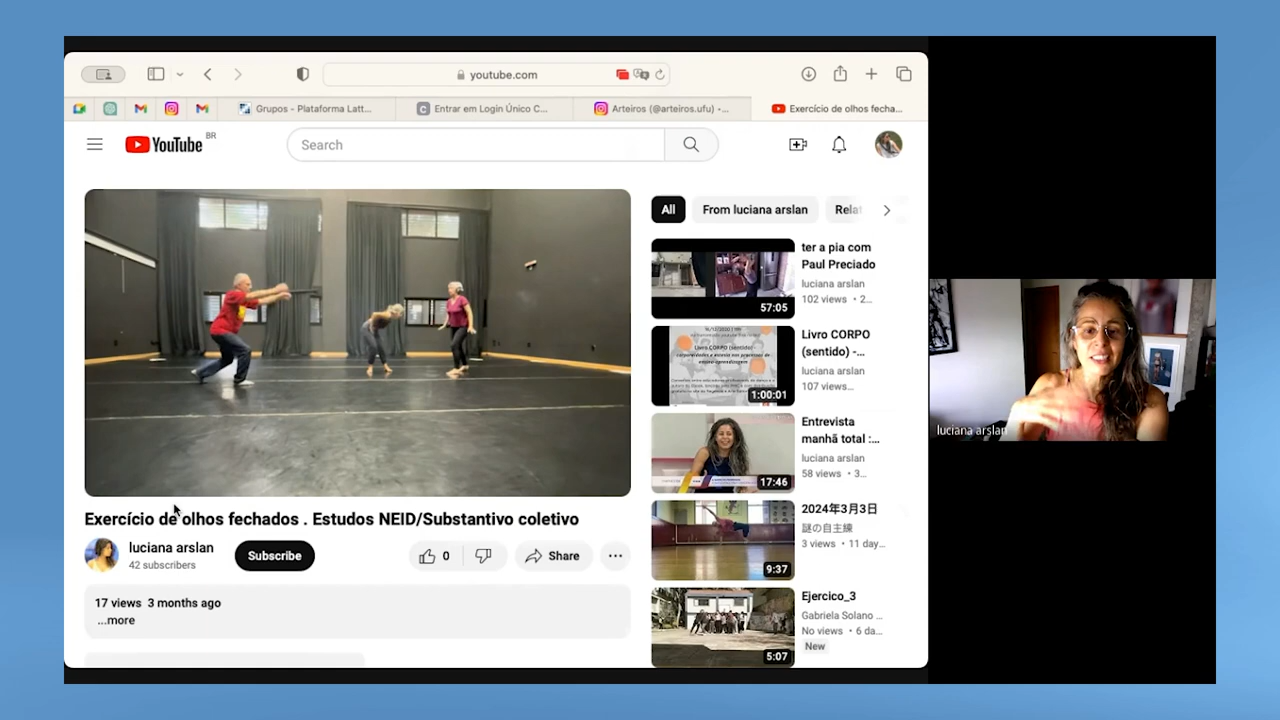 youtube.com
Grupos - Plataforma Latt...
Entrar em Login Único C...
Arteiros (@arteiros.ufu) •...
Exercício de olhos fecha...
YouTube BR
Search
All
From luciana arslan
Relat
ter a pia com
Paul Preciado
luciana arslan
102 views • 2...
57:05
Livro CORPO
(sentido) -...
luciana arslan
107 views...
Livro CORPO
(sentido) -
1:00:01
Entrevista
manhã total :...
luciana arslan
58 views • 3...
17:46
2024年3月3日
謎の自主練
3 views • 11 day...
9:37
Ejercico_3
Gabriela Solano ...
No views • 6 da...
New
5:07
Exercício de olhos fechados . Estudos NEID/Substantivo coletivo
luciana arslan
42 subscribers
Subscribe
0
Share
17 views 3 months ago
...more
luciana arslan